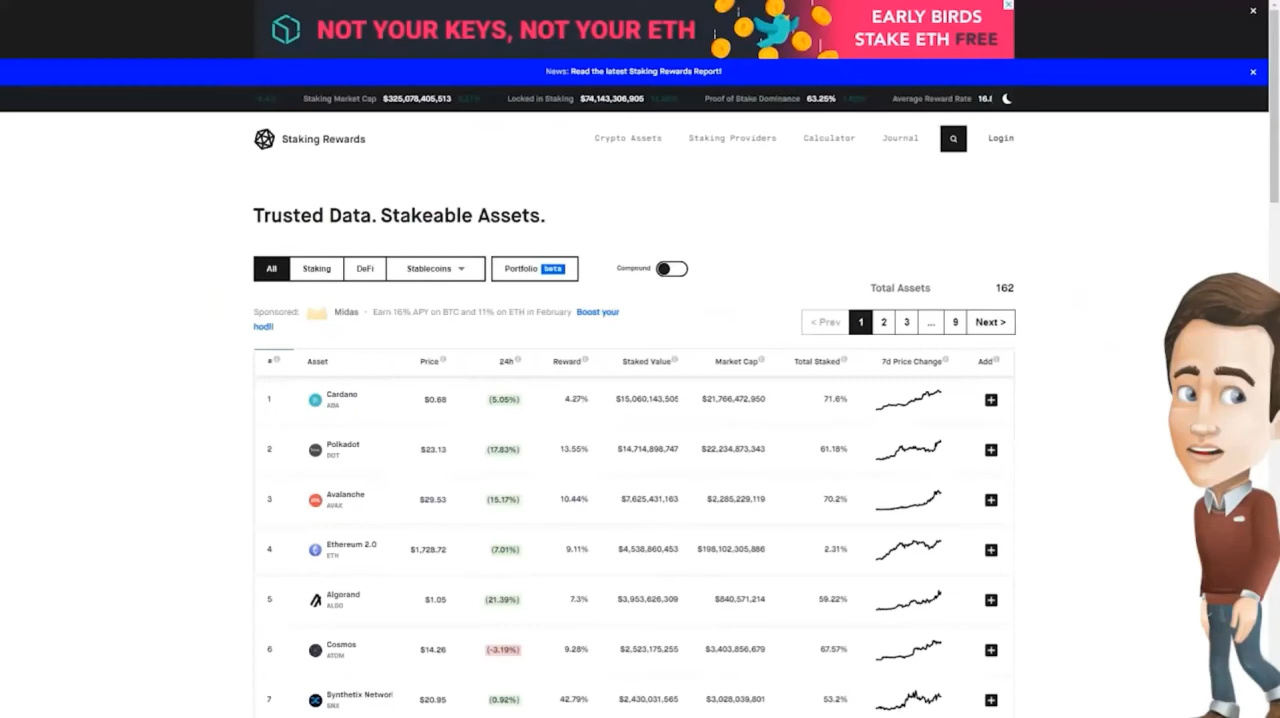 NOT YOUR KEYS, NOT YOUR ETH
EARLY BIRDS
STAKE ETH FREE
News: Read the latest Staking Rewards Report!
Staking Market Cap $325,078,405,513
Locked in Staking $74,143,306,905
Proof of Stake Dominance 63.25%
Average Reward Rate 16.8
Staking Rewards
Crypto Assets Staking Providers Calculator Journal Login
Trusted Data. Stakeable Assets.
All Staking DeFi Stablecoins Portfolio beta Compound
Total Assets 162
Sponsored: Midas - Earn 16% APY on BTC and 11% on ETH in February Boost your
hodl!
< Prev 1 2 3 ... 9 Next >
# Asset Price 24h Reward Staked Value Market Cap Total Staked 7d Price Change Add
1 Cardano $0.68 (5.05%) 4.27% $15,060,143,505 $21,766,472,950 71.6%
ADA
2 Polkadot $23.13 (17.83%) 13.55% $14,714,898,747 $22,234,873,343 61.18%
DOT
3 Avalanche $29.53 (15.17%) 10.44% $7,625,431,163 $2,285,229,119 70.2%
AVAX
4 Ethereum 2.0 $1,728.72 (7.01%) 9.11% $4,538,860,453 $198,102,305,886 2.31%
ETH
5 Algorand $1.05 (21.39%) 7.3% $3,953,626,309 $840,571,214 59.22%
ALGO
6 Cosmos $14.26 (-3.19%) 9.28% $2,523,175,255 $3,403,856,679 67.57%
ATOM
7 Synthetix Networ $20.95 (0.92%) 42.79% $2,430,031,565 $3,028,039,801 53.2%
SNX